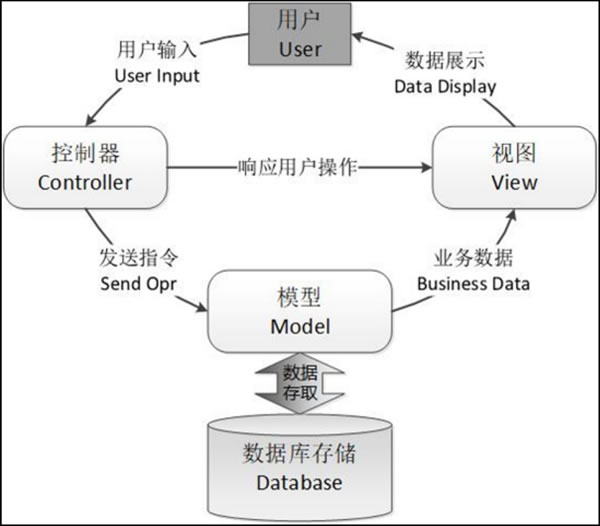 用户
User
用户输入
User Input
数据展示
Data Display
控制器
Controller
响应用户操作
视图
View
发送指令
Send Opr
业务数据
Business Data
模型
Model
数据
存取
数据库存储
Database